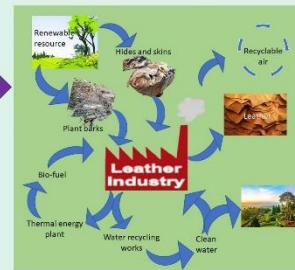 Renewable
resource
Hides and skins
Recyclable
air
Plant barks
Leather
Leather
Industry
Bio-fuel
Thermal energy
plant
Water recycling
works
Clean
water